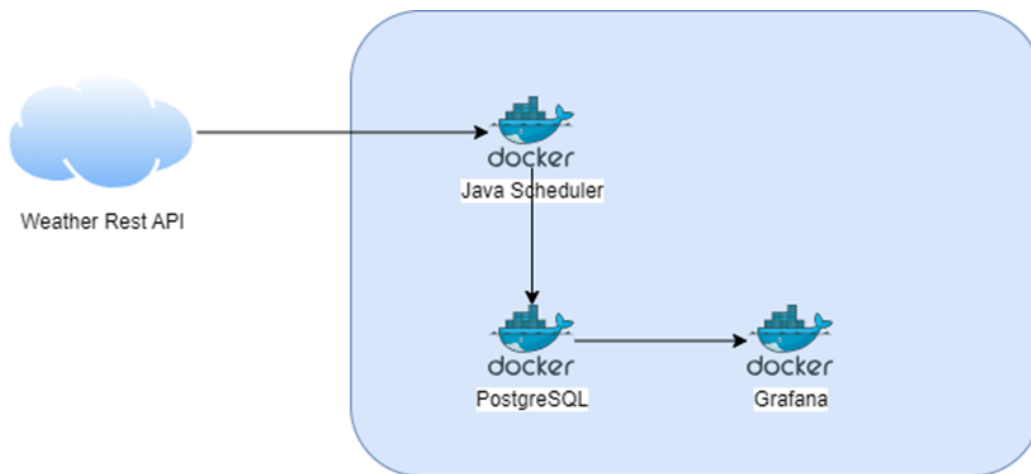 docker
Java Scheduler
Weather Rest API
docker
PostgreSQL
docker
Grafana